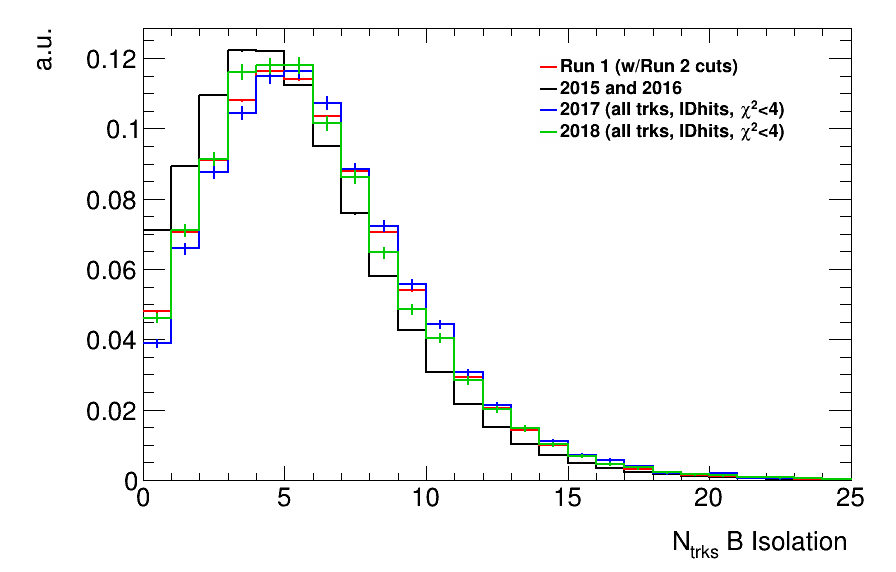 a.u.
0.12
0.1
0.08
0.06
0.04
0.02
0
Run 1 (w/Run 2 cuts)
2015 and 2016
2017 (all trks, IDhits, χ²<4)
2018 (all trks, IDhits, χ²<4)
0 5 10 15 20 25
N_trks B Isolation